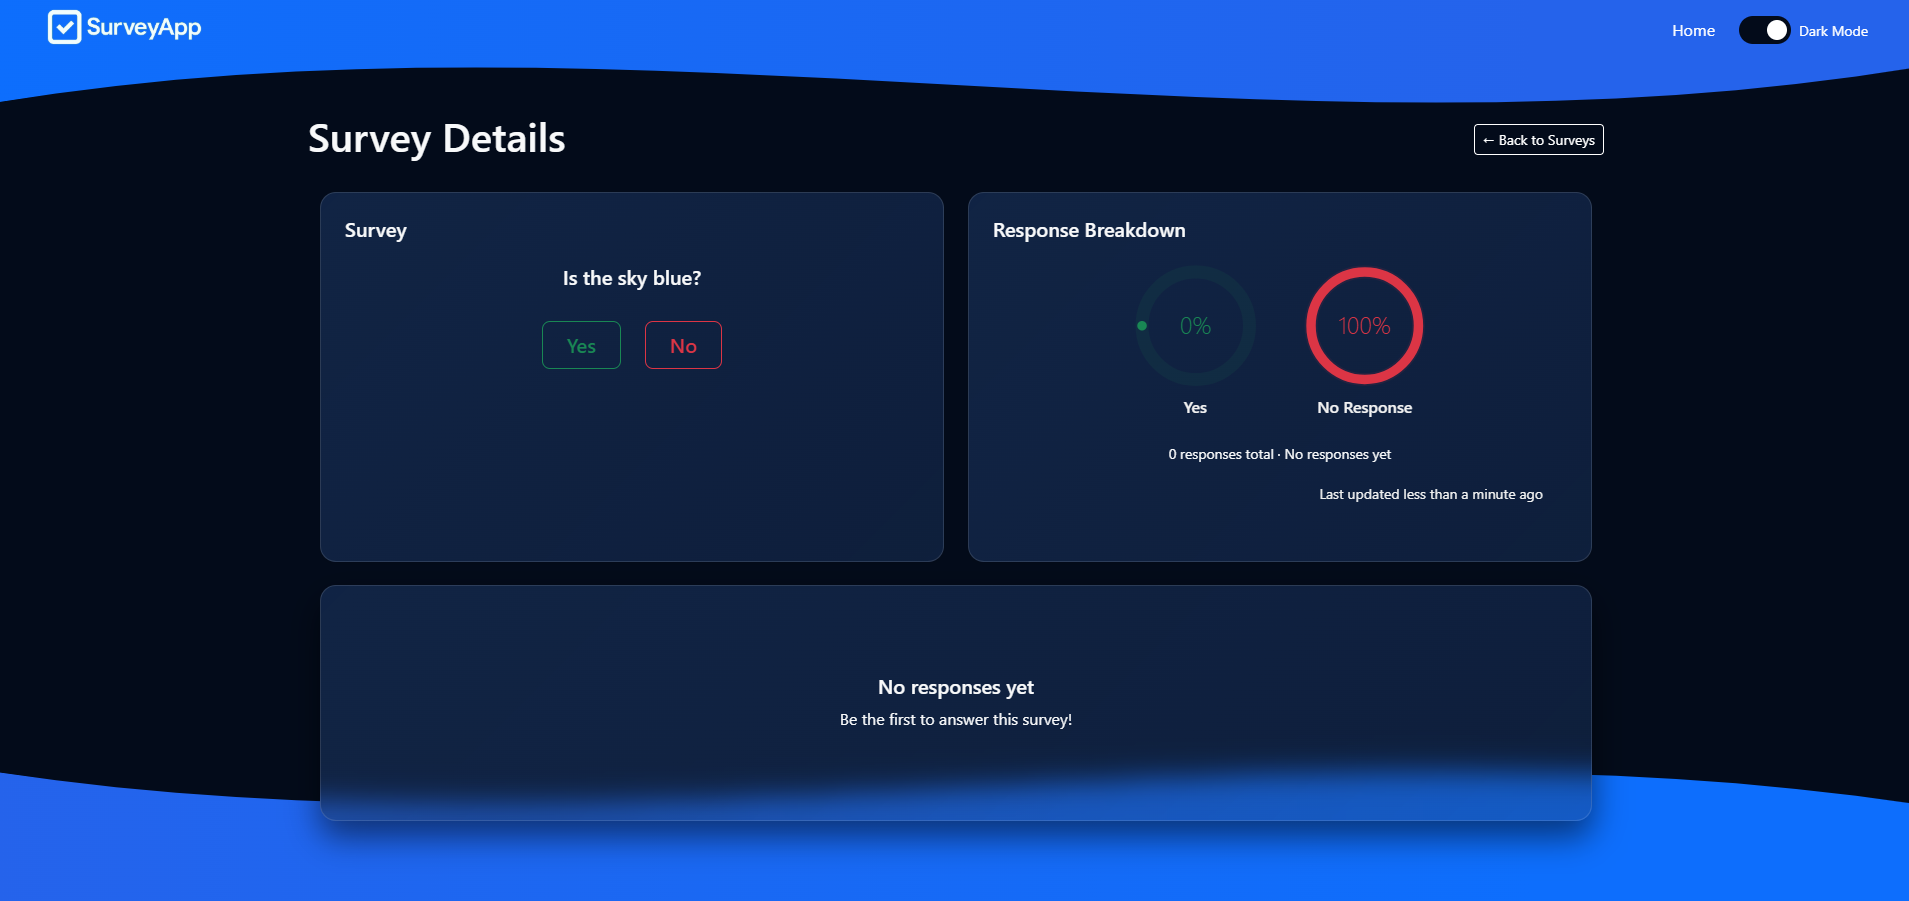 SurveyApp
Home
Dark Mode
Survey Details
← Back to Surveys
Survey
Is the sky blue?
Yes
No
Response Breakdown
0%
100%
Yes
No Response
0 responses total · No responses yet
Last updated less than a minute ago
No responses yet
Be the first to answer this survey!